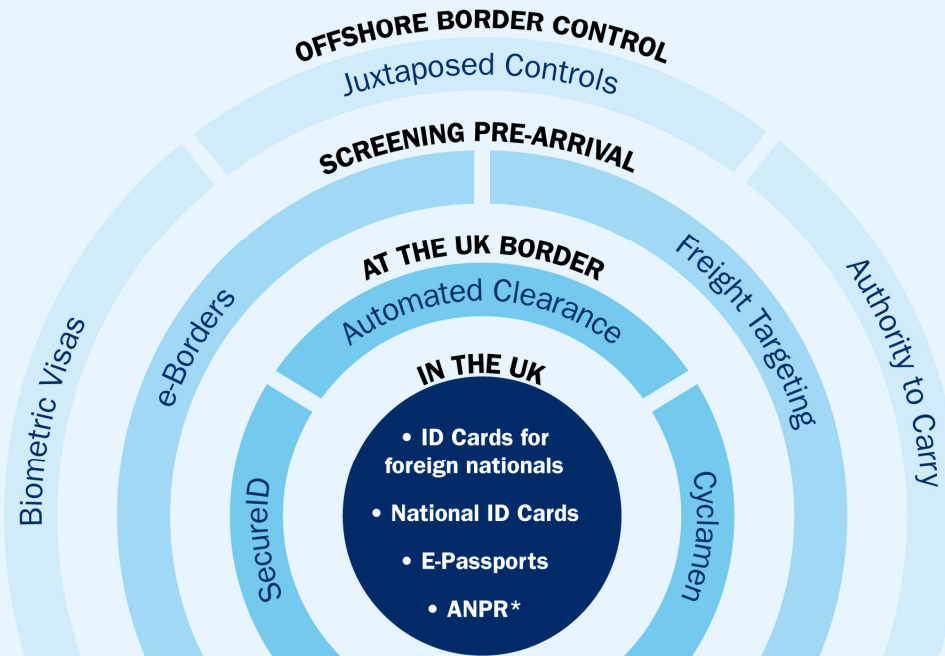 OFFSHORE BORDER CONTROL
Juxtaposed Controls
Biometric Visas
Authority to Carry
SCREENING PRE-ARRIVAL
e-Borders
Freight Targeting
AT THE UK BORDER
Automated Clearance
SecureID
Cyclamen
IN THE UK
• ID Cards for
foreign nationals
• National ID Cards
• E-Passports
• ANPR*